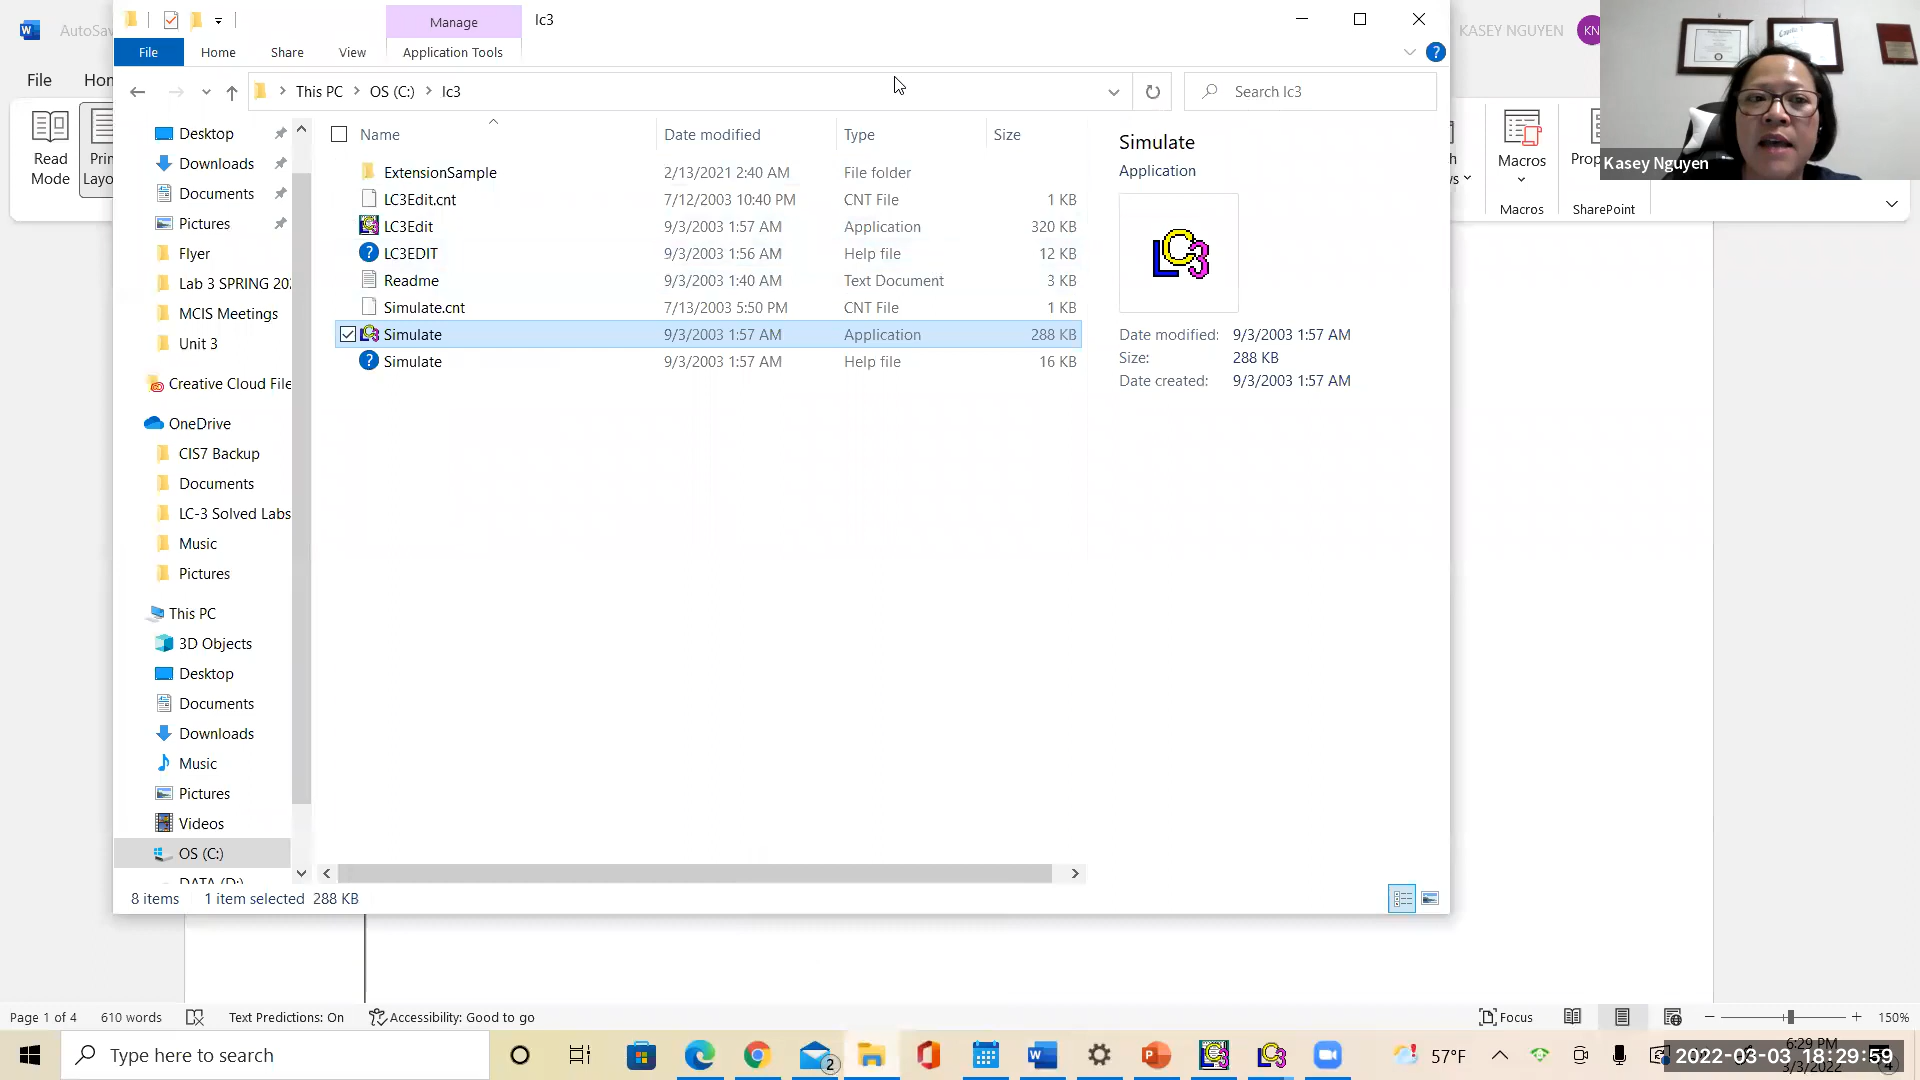 AutoSav
Manage
lc3
KASEY NGUYEN
KN
File
Home
Share
View
Application Tools
File
Hom
This PC
OS (C:)
lc3
Search lc3
Read
Mode
Prin
Layo
Macros
Macros
SharePoint
Kasey Nguyen
Desktop
Downloads
Documents
Pictures
Flyer
Lab 3 SPRING 202
MCIS Meetings
Unit 3
Creative Cloud File
OneDrive
CIS7 Backup
Documents
LC-3 Solved Labs
Music
Pictures
This PC
3D Objects
Desktop
Documents
Downloads
Music
Pictures
Videos
OS (C:)
DATA (D:)
Name Date modified Type Size
ExtensionSample 2/13/2021 2:40 AM File folder
LC3Edit.cnt 7/12/2003 10:40 PM CNT File 1 KB
LC3Edit 9/3/2003 1:57 AM Application 320 KB
LC3EDIT 9/3/2003 1:56 AM Help file 12 KB
Readme 9/3/2003 1:40 AM Text Document 3 KB
Simulate.cnt 7/13/2003 5:50 PM CNT File 1 KB
Simulate 9/3/2003 1:57 AM Application 288 KB
Simulate 9/3/2003 1:57 AM Help file 16 KB
Simulate
Application
LC3
Date modified: 9/3/2003 1:57 AM
Size: 288 KB
Date created: 9/3/2003 1:57 AM
8 items 1 item selected 288 KB
Page 1 of 4 610 words Text Predictions: On Accessibility: Good to go
Focus
150%
Type here to search
2
57°F
6:29 PM
3/3/2022
2022-03-03 18:29:59